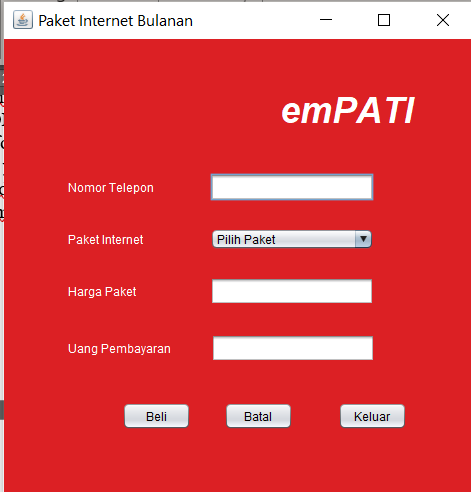 Paket Internet Bulanan
emPATI
Nomor Telepon
Paket Internet
Pilih Paket
Harga Paket
Uang Pembayaran
Beli
Batal
Keluar